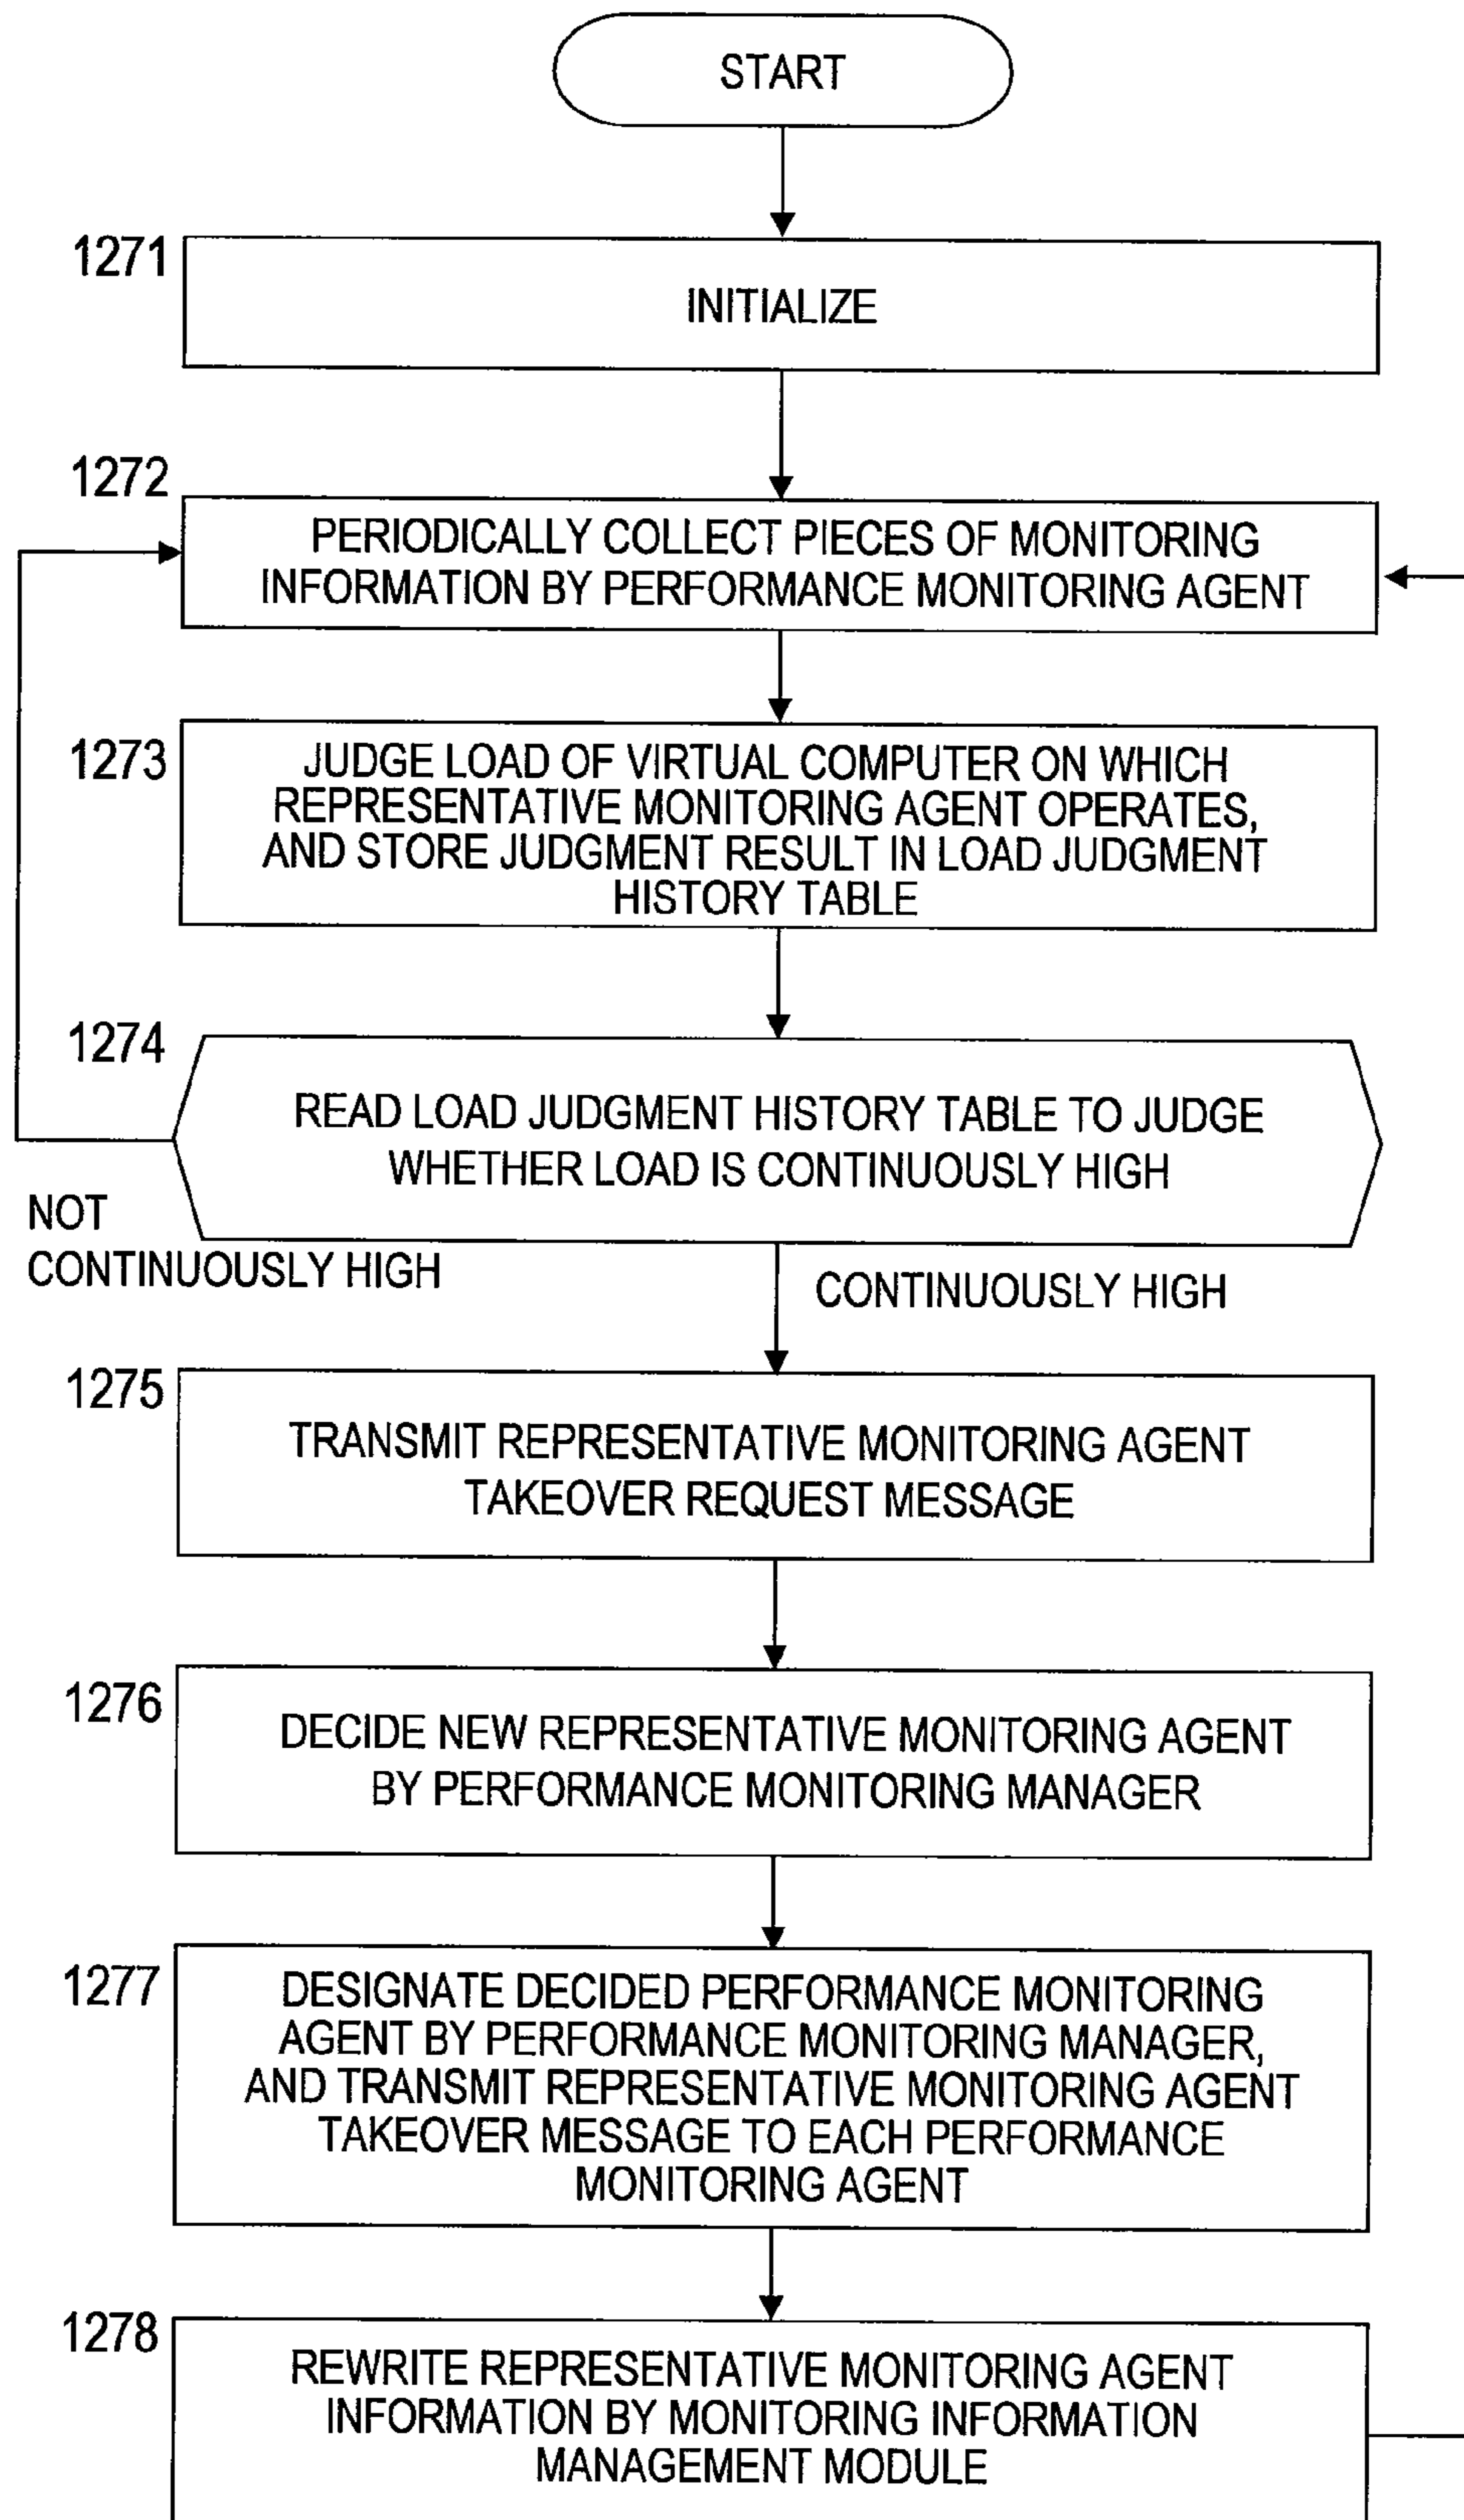 START
1271
INITIALIZE
1272
PERIODICALLY COLLECT PIECES OF MONITORING
INFORMATION BY PERFORMANCE MONITORING AGENT
1273
JUDGE LOAD OF VIRTUAL COMPUTER ON WHICH
REPRESENTATIVE MONITORING AGENT OPERATES,
AND STORE JUDGMENT RESULT IN LOAD JUDGMENT
HISTORY TABLE
1274
READ LOAD JUDGMENT HISTORY TABLE TO JUDGE
WHETHER LOAD IS CONTINUOUSLY HIGH
NOT
CONTINUOUSLY HIGH
CONTINUOUSLY HIGH
1275
TRANSMIT REPRESENTATIVE MONITORING AGENT
TAKEOVER REQUEST MESSAGE
1276
DECIDE NEW REPRESENTATIVE MONITORING AGENT
BY PERFORMANCE MONITORING MANAGER
1277
DESIGNATE DECIDED PERFORMANCE MONITORING
AGENT BY PERFORMANCE MONITORING MANAGER,
AND TRANSMIT REPRESENTATIVE MONITORING AGENT
TAKEOVER MESSAGE TO EACH PERFORMANCE
MONITORING AGENT
1278
REWRITE REPRESENTATIVE MONITORING AGENT
INFORMATION BY MONITORING INFORMATION
MANAGEMENT MODULE